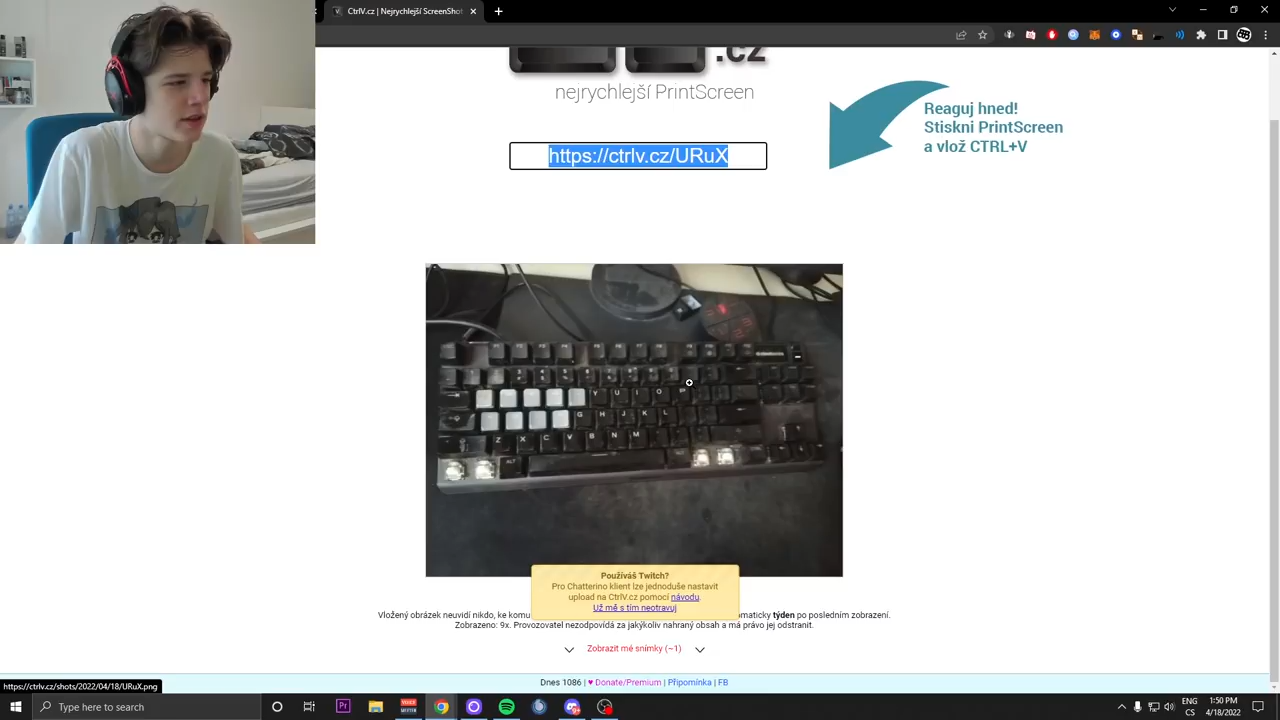 CtrlV.cz | Screenshot
.cz
nejrychlejší PrintScreen
Reaguj hned!
Stiskni PrintScreen
a vlož CTRL+V
https://ctrlv.cz/URuX
Y U I O P
G H J K L
Z X C V B N M
ALT
Používáš Twitch?
Pro Chatterino klient lze jednoduše nastavit
upload na CtrlV.cz pomocí návodu.
Už mě s tím neotravuj
Vložený obrázek neuvidí nikdo, ke komu automaticky týden po posledním zobrazení.
Zobrazeno: 9x. Provozovatel nezodpovídá za jakýkoliv nahraný obsah a má právo jej odstranit.
Zobrazit mé snímky (~1)
Dnes 1086 | ♥ Donate/Premium | Připomínka | FB
https://ctrlv.cz/shots/2022/04/18/URuX.png
Type here to search
ENG
CS
1:50 PM
4/18/2022